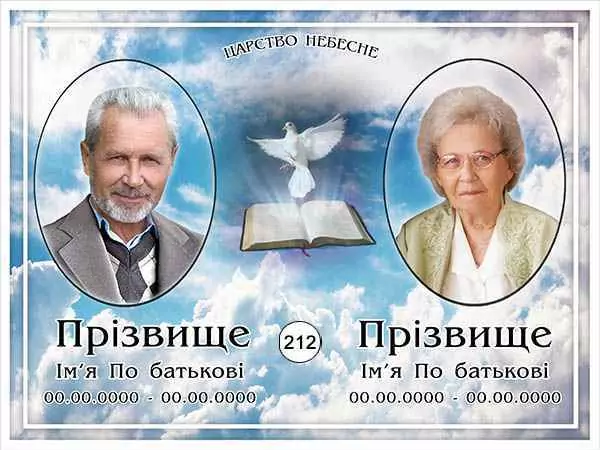 ЦАРСТВО НЕБЕСНЕ
Прізвище
Ім'я По батькові
00.00.0000 - 00.00.0000
212
Прізвище
Ім'я По батькові
00.00.0000 - 00.00.0000